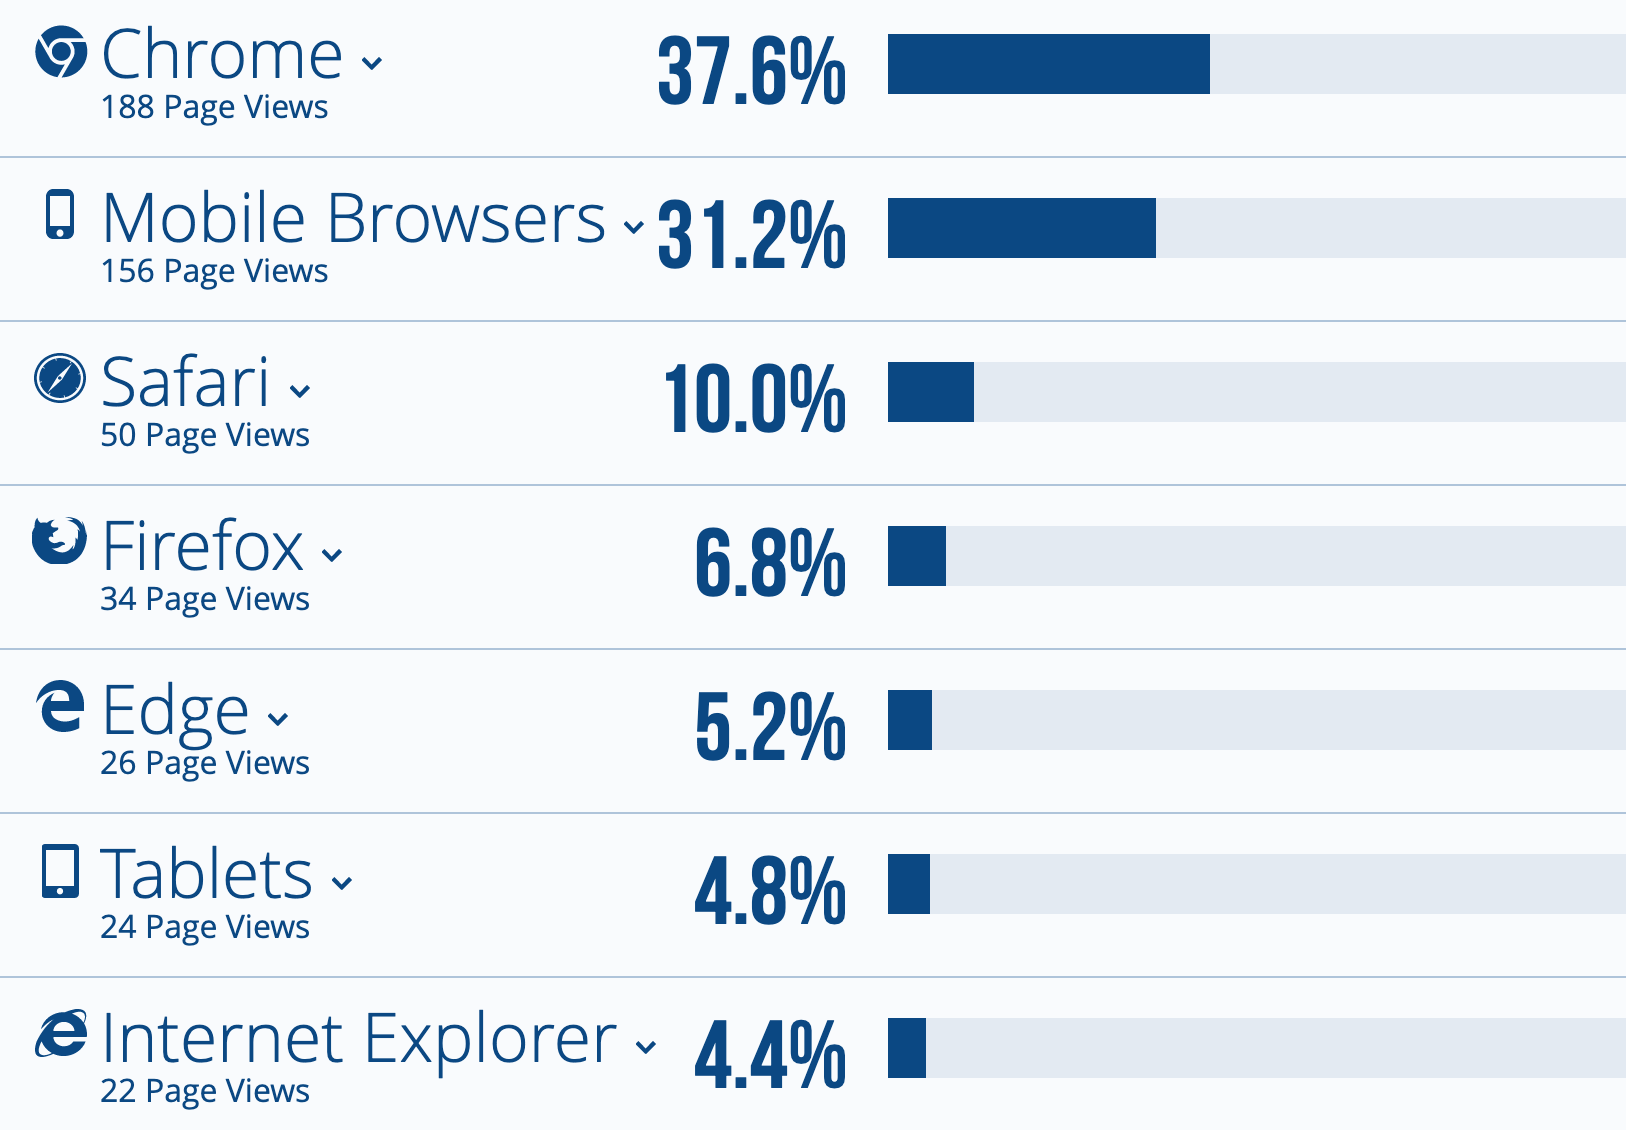 Chrome
37.6%
188 Page Views
Mobile Browsers
31.2%
156 Page Views
Safari
10.0%
50 Page Views
Firefox
6.8%
34 Page Views
Edge
5.2%
26 Page Views
Tablets
4.8%
24 Page Views
Internet Explorer
4.4%
22 Page Views